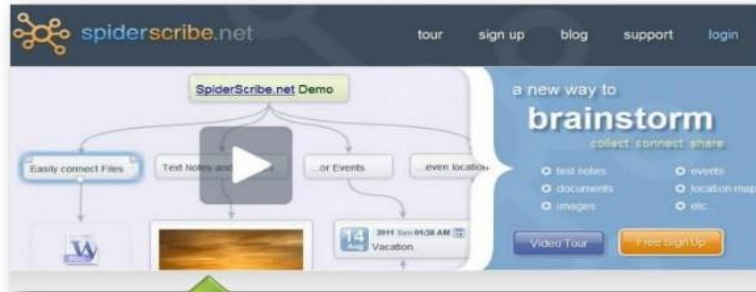 spiderscribe.net
tour sign up blog support login
SpiderScribe.net Demo
Easily connect Files
Text Notes and
...or Events
...even location
W
14 Aug
2011 Sun 01:38 AM
Vacation
a new way to
brainstorm
collect connect share
text notes
documents
images
events
location map
etc...
Video Tour
Free Sign Up